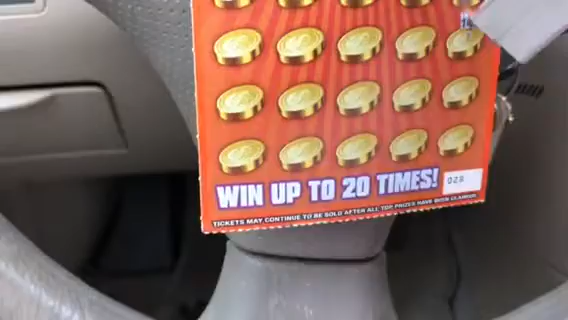 WIN UP TO 20 TIMES! 028
TICKETS MAY CONTINUE TO BE SOLD AFTER ALL TOP PRIZES HAVE BEEN CLAIMED.